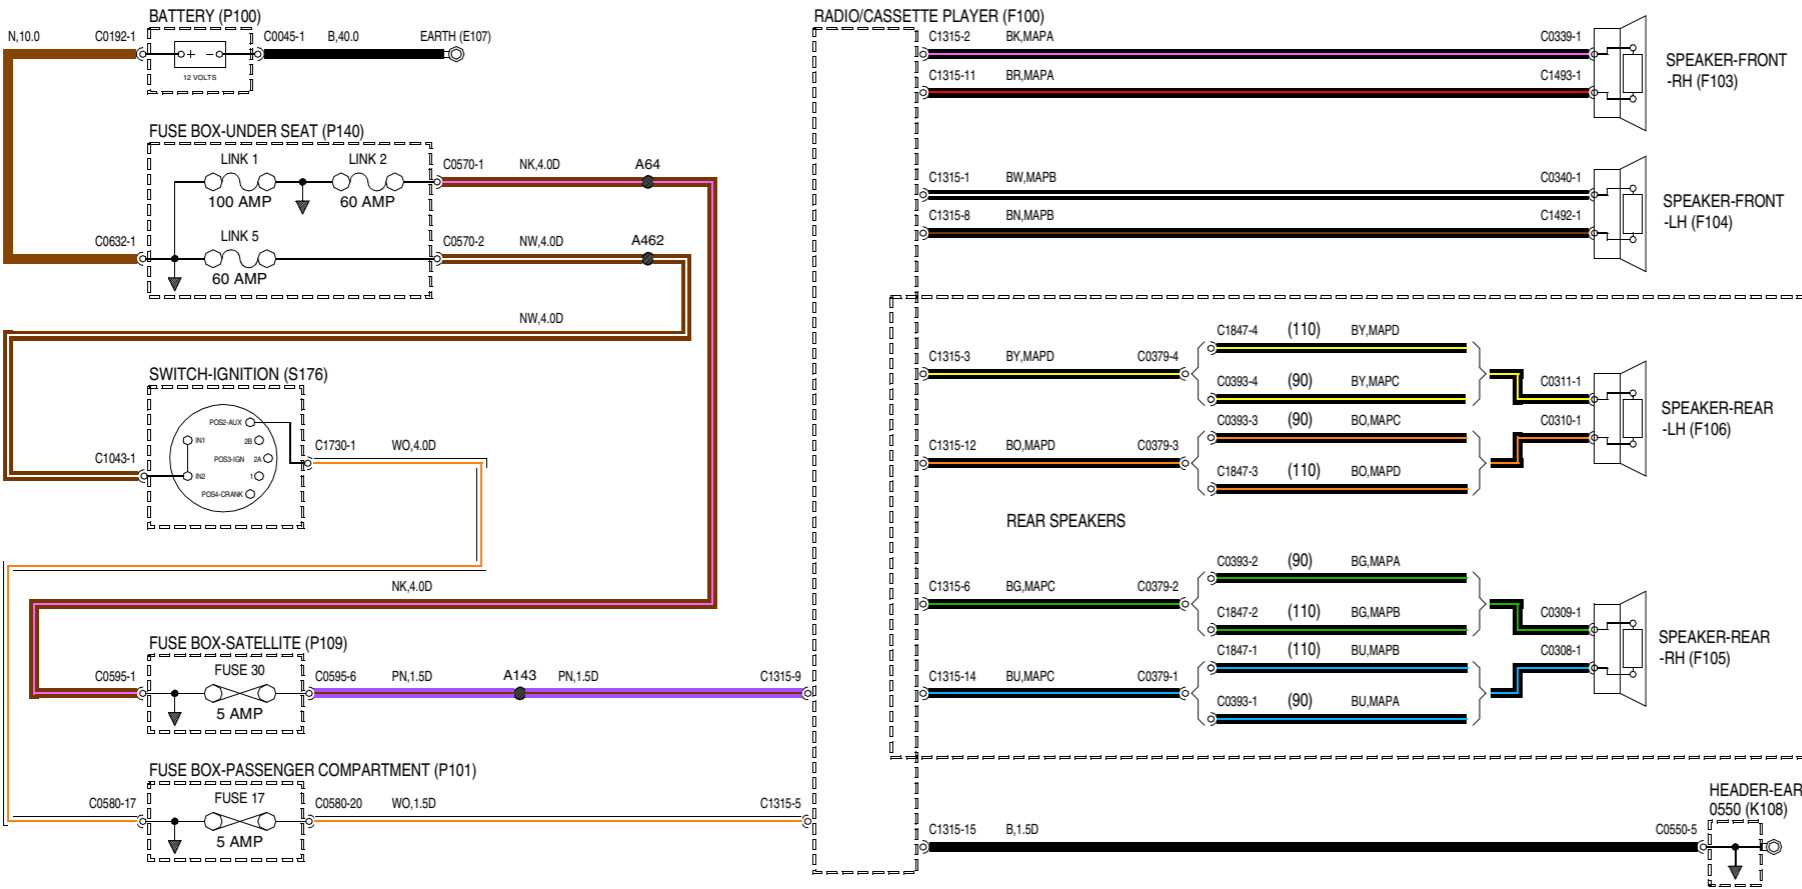 BATTERY (P100)
N,10.0
C0192-1
C0045-1
B,40.0
EARTH (E107)
+ -
12 VOLTS
FUSE BOX-UNDER SEAT (P140)
LINK 1
100 AMP
LINK 2
60 AMP
C0570-1
NK,4.0D
A64
LINK 5
60 AMP
C0632-1
C0570-2
NW,4.0D
A462
NW,4.0D
SWITCH-IGNITION (S176)
POS2-AUX
IN1
2B
POS3-IGN
2A
IN2
1
POS4-CRANK
C1043-1
C1730-1
WO,4.0D
NK,4.0D
FUSE BOX-SATELLITE (P109)
FUSE 30
5 AMP
C0595-1
C0595-6
PN,1.5D
A143
PN,1.5D
C1315-9
FUSE BOX-PASSENGER COMPARTMENT (P101)
FUSE 17
5 AMP
C0580-17
C0580-20
WO,1.5D
C1315-5
RADIO/CASSETTE PLAYER (F100)
C1315-2
BK,MAPA
C0339-1
C1315-11
BR,MAPA
C1493-1
SPEAKER-FRONT
-RH (F103)
C1315-1
BW,MAPB
C0340-1
C1315-8
BN,MAPB
C1492-1
SPEAKER-FRONT
-LH (F104)
C1315-3
BY,MAPD
C0379-4
C1847-4
(110)
BY,MAPD
C0393-4
(90)
BY,MAPC
C0311-1
C1315-12
BO,MAPD
C0379-3
C0393-3
(90)
BO,MAPC
C1847-3
(110)
BO,MAPD
C0310-1
SPEAKER-REAR
-LH (F106)
REAR SPEAKERS
C1315-6
BG,MAPC
C0379-2
C0393-2
(90)
BG,MAPA
C1847-2
(110)
BG,MAPB
C0309-1
C1315-14
BU,MAPC
C0379-1
C1847-1
(110)
BU,MAPB
C0393-1
(90)
BU,MAPA
C0308-1
SPEAKER-REAR
-RH (F105)
C1315-15
B,1.5D
C0550-5
HEADER-EAR
0550 (K108)